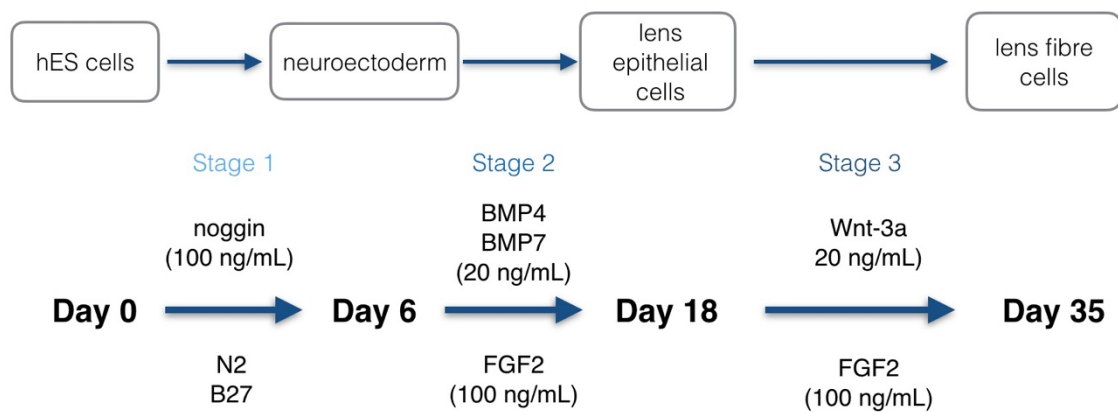 hES cells
neuroectoderm
lens
epithelial
cells
lens fibre
cells
Stage 1
Stage 2
Stage 3
noggin
(100 ng/mL)
BMP4
BMP7
(20 ng/mL)
Wnt-3a
20 ng/mL)
Day 0
Day 6
Day 18
Day 35
N2
B27
FGF2
(100 ng/mL)
FGF2
(100 ng/mL)